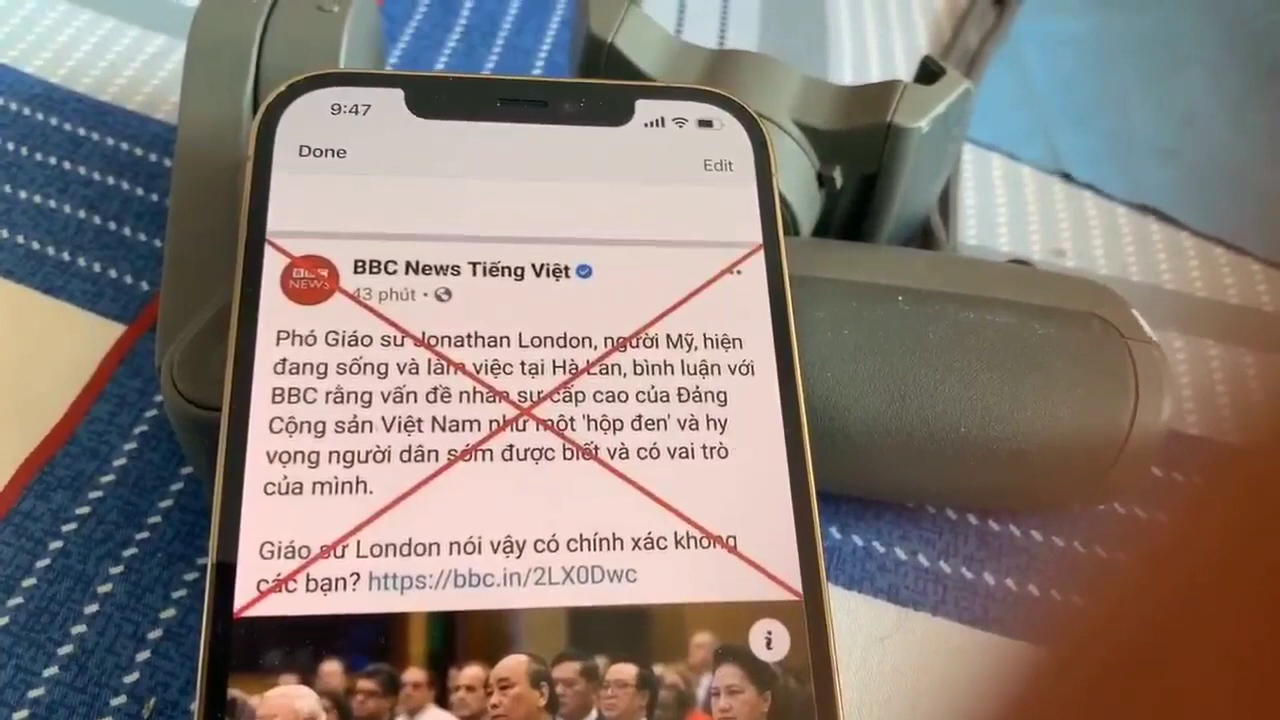 9:47
Done
Edit
BBC NEWS
BBC News Tiếng Việt
43 phút
Phó Giáo sư Jonathan London, người Mỹ, hiện
đang sống và làm việc tại Hà Lan, bình luận với
BBC rằng vấn đề nhân sự cấp cao của Đảng
Cộng sản Việt Nam như một 'hộp đen' và hy
vọng người dân sớm được biết và có vai trò
của mình.
Giáo sư London nói vậy có chính xác không
các bạn? https://bbc.in/2LX0Dwc
i